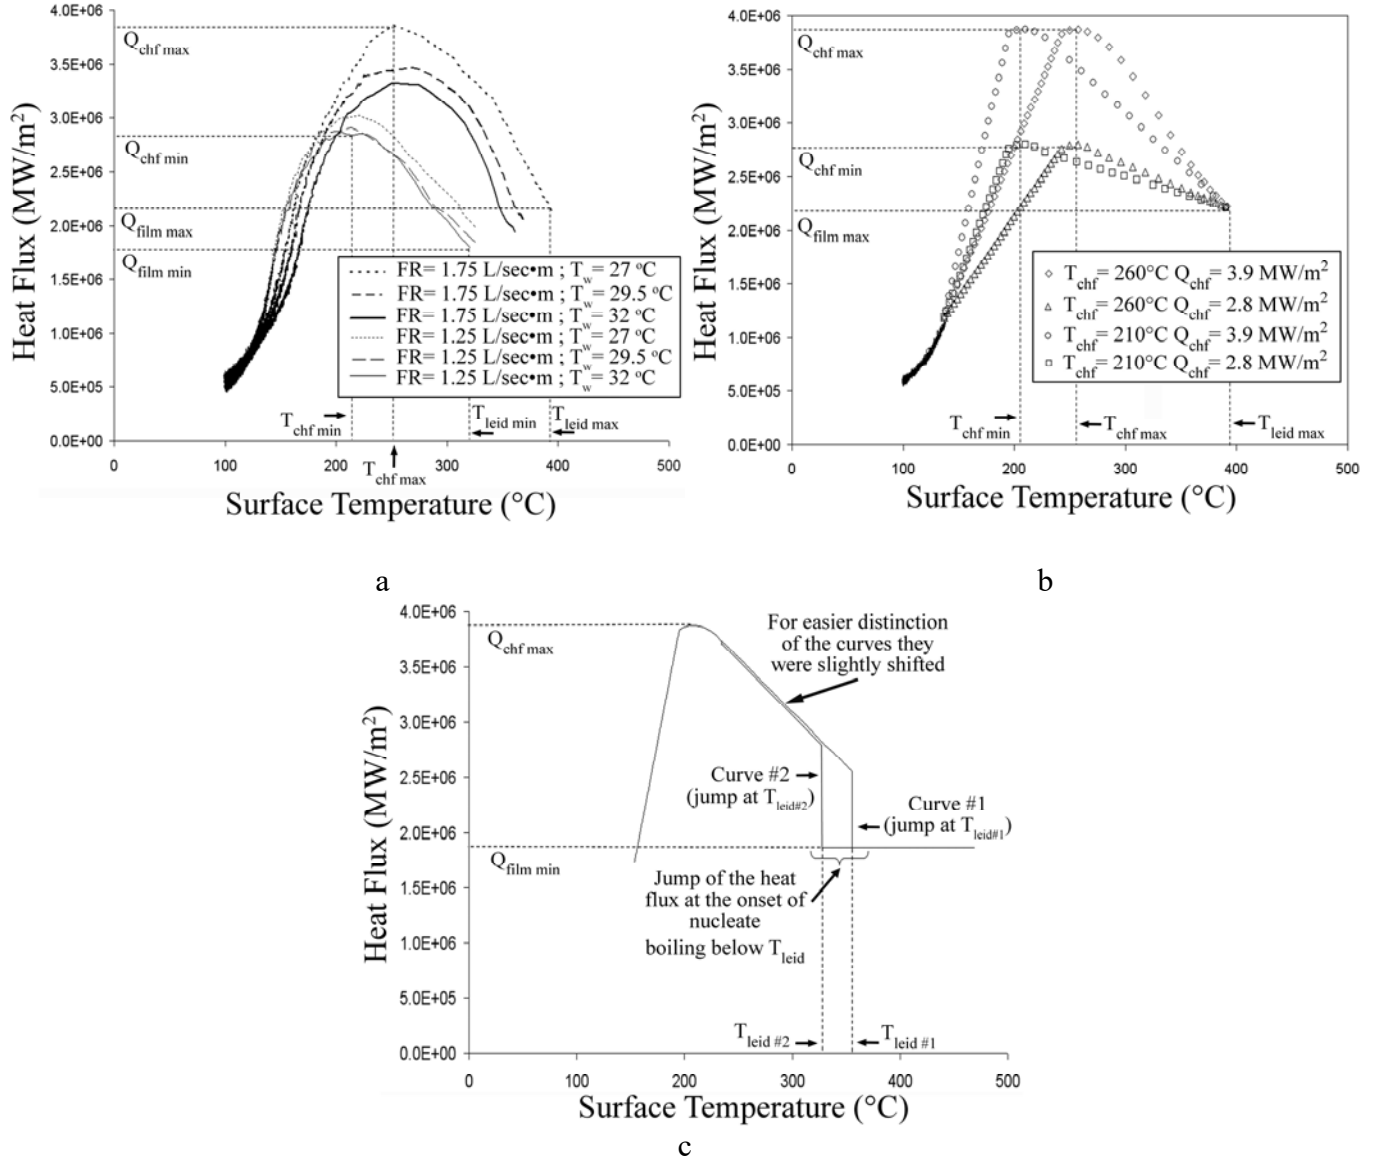 4.0E+06
3.5E+06
3.0E+06
2.5E+06
2.0E+06
1.5E+06
1.0E+06
5.0E+05
0.0E+00
Heat Flux (MW/m²)
Q chf max
Q chf min
Q film max
Q film min
FR= 1.75 L/sec•m ; Tw= 27 °C
FR= 1.75 L/sec•m ; Tw= 29.5 °C
FR= 1.75 L/sec•m ; Tw= 32 °C
FR= 1.25 L/sec•m ; Tw= 27 °C
FR= 1.25 L/sec•m ; Tw= 29.5 °C
FR= 1.25 L/sec•m ; Tw= 32 °C
T chf min
T leid min
T leid max
T chf max
0 100 200 300 400 500
Surface Temperature (°C)
a
4.0E+06
3.5E+06
3.0E+06
2.5E+06
2.0E+06
1.5E+06
1.0E+06
5.0E+05
0.0E+00
Heat Flux (MW/m²)
Q chf max
Q chf min
Q film max
T chf= 260°C Q chf= 3.9 MW/m²
T chf= 260°C Q chf= 2.8 MW/m²
T chf= 210°C Q chf= 3.9 MW/m²
T chf= 210°C Q chf= 2.8 MW/m²
T chf min
T chf max
T leid max
0 100 200 300 400 500
Surface Temperature (°C)
b
4.0E+06
3.5E+06
3.0E+06
2.5E+06
2.0E+06
1.5E+06
1.0E+06
5.0E+05
0.0E+00
Heat Flux (MW/m²)
Q chf max
For easier distinction
of the curves they
were slightly shifted
Curve #2
(jump at T leid#2)
Curve #1
(jump at T leid#1)
Q film min
Jump of the heat
flux at the onset of
nucleate
boiling below T leid
T leid #2
T leid #1
0 100 200 300 400 500
Surface Temperature (°C)
c